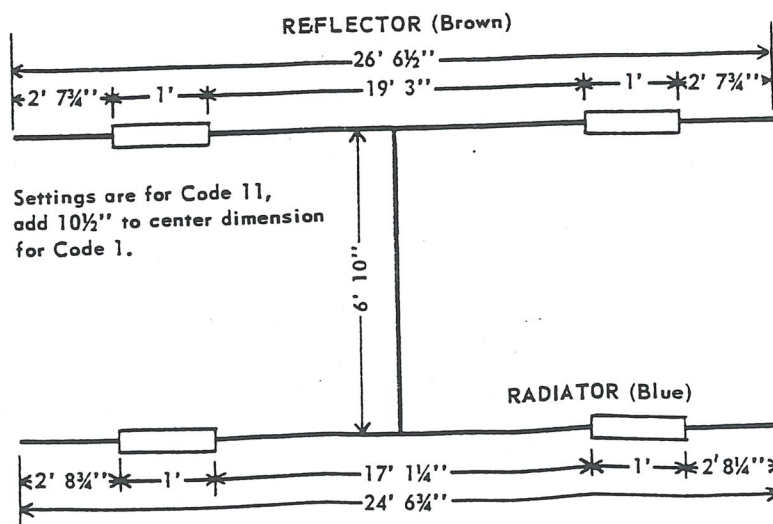 REFLECTOR (Brown)
26' 6½"
2' 7¾" 1' 19' 3" 1' 2' 7¾"
Settings are for Code 11,
add 10½" to center dimension
for Code 1.
6' 10"
RADIATOR (Blue)
2' 8¾" 1' 17' 1¼" 1' 2' 8¼"
24' 6¾"